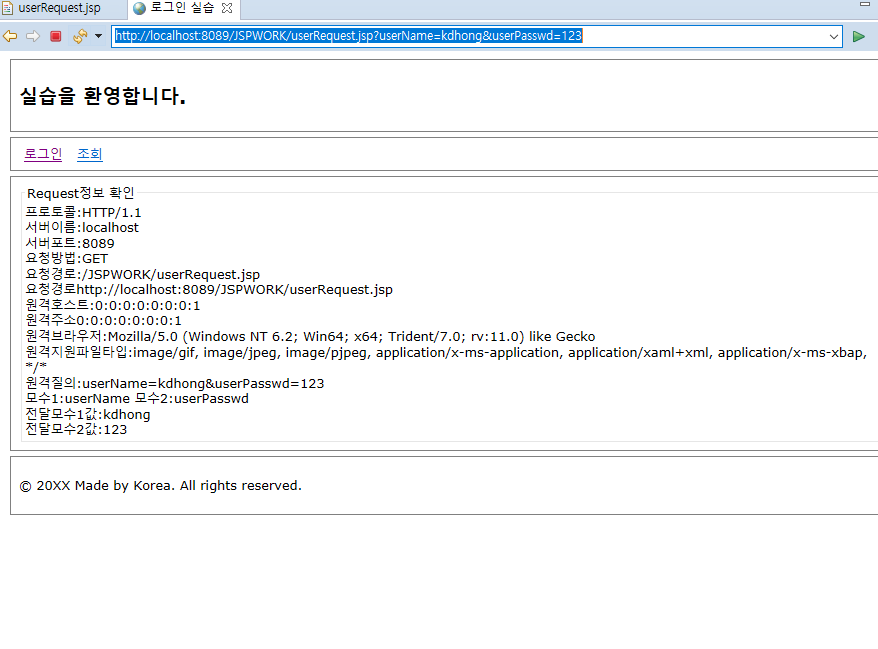 userRequest.jsp
로그인 실습
http://localhost:8089/JSPWORK/userRequest.jsp?userName=kdhong&userPasswd=123
실습을 환영합니다.
로그인 조회
Request정보 확인
프로토콜:HTTP/1.1
서버이름:localhost
서버포트:8089
요청방법:GET
요청경로:/JSPWORK/userRequest.jsp
요청경로http://localhost:8089/JSPWORK/userRequest.jsp
원격호스트:0:0:0:0:0:0:0:1
원격주소0:0:0:0:0:0:0:1
원격브라우저:Mozilla/5.0 (Windows NT 6.2; Win64; x64; Trident/7.0; rv:11.0) like Gecko
원격지원파일타입:image/gif, image/jpeg, image/pjpeg, application/x-ms-application, application/xaml+xml, application/x-ms-xbap,
*/*
원격질의:userName=kdhong&userPasswd=123
모수1:userName 모수2:userPasswd
전달모수1값:kdhong
전달모수2값:123
© 20XX Made by Korea. All rights reserved.